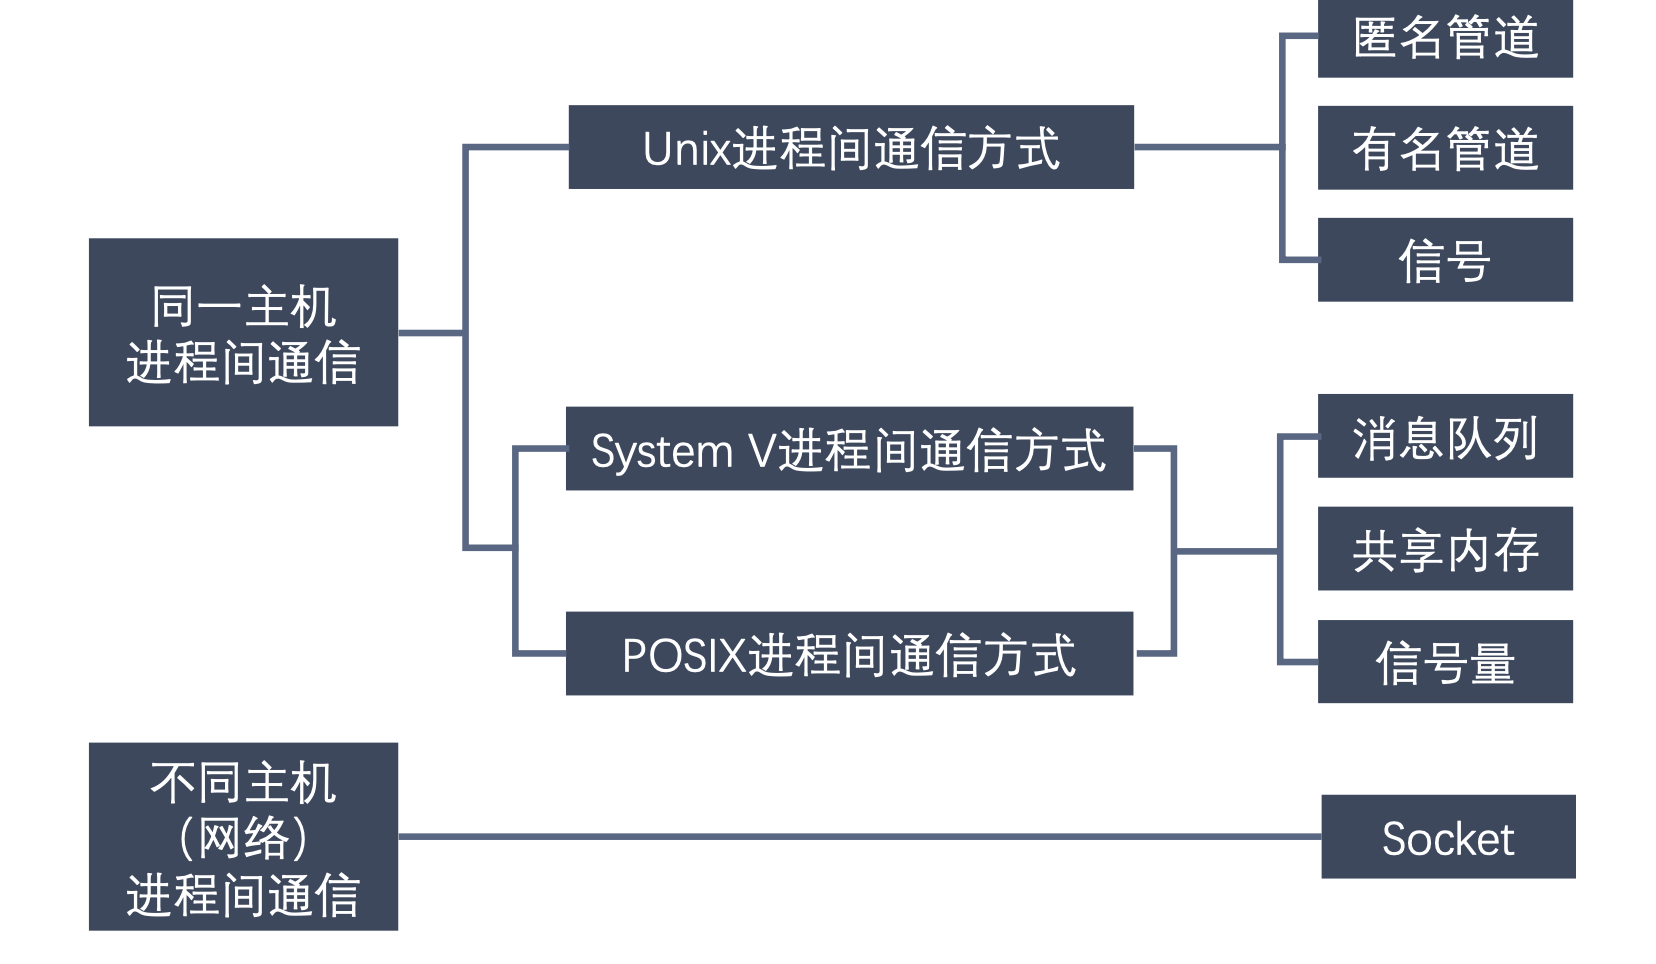 匿名管道
Unix进程间通信方式
有名管道
信号
同一主机
进程间通信
System V进程间通信方式
消息队列
共享内存
POSIX进程间通信方式
信号量
不同主机
（网络）
进程间通信
Socket